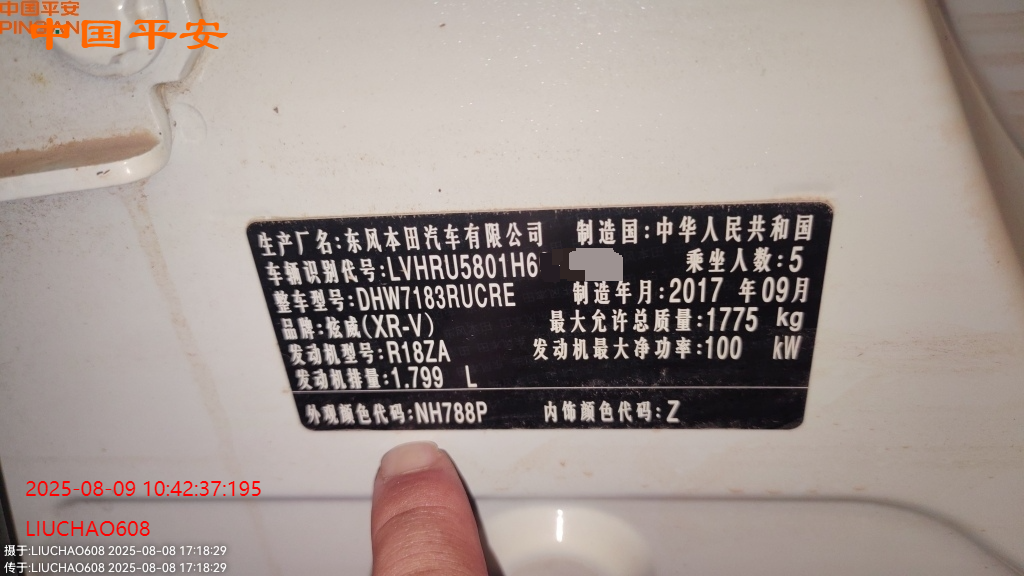 中国平安
PING AN
中国平安
生产厂名:东风本田汽车有限公司 制造国:中华人民共和国
车辆识别代号:LVHRU5801H6 乘坐人数:5
整车型号:DHW7183RUCRE 制造年月:2017 年09月
品牌:炫威(XR-V) 最大允许总质量:1775 kg
发动机型号:R18ZA 发动机最大净功率:100 kW
发动机排量:1.799 L
外观颜色代码:NH788P 内饰颜色代码:Z
2025-08-09 10:42:37:195
LIUCHAO608
摄于:LIUCHAO608 2025-08-08 17:18:29
传于:LIUCHAO608 2025-08-08 17:18:29